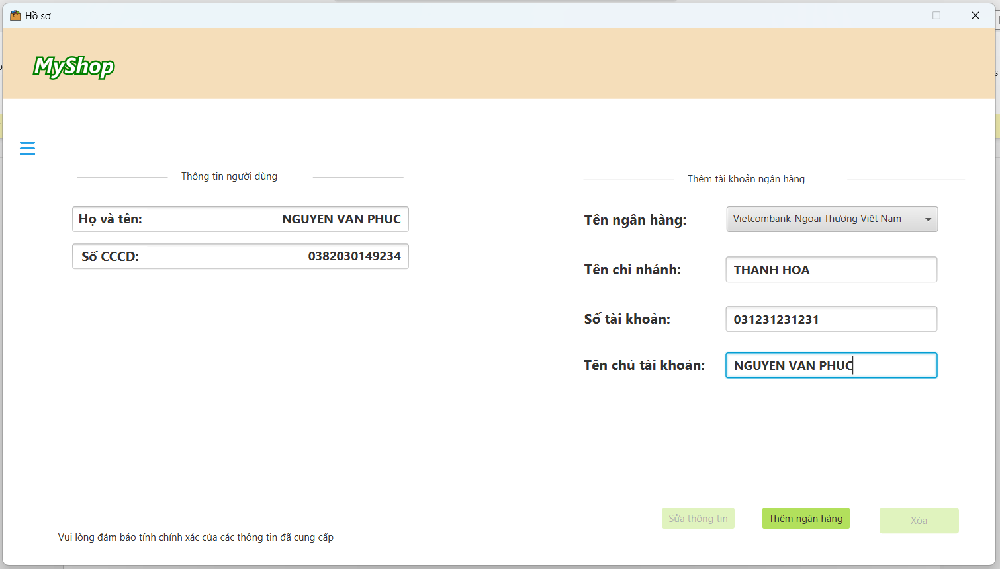 Hồ sơ
MyShop
Thông tin người dùng
Họ và tên: NGUYEN VAN PHUC
Số CCCD: 0382030149234
Thêm tài khoản ngân hàng
Tên ngân hàng: Vietcombank-Ngoại Thương Việt Nam
Tên chi nhánh: THANH HOA
Số tài khoản: 031231231231
Tên chủ tài khoản: NGUYEN VAN PHUC
Sửa thông tin Thêm ngân hàng Xóa
Vui lòng đảm báo tính chính xác của các thông tin đã cung cấp